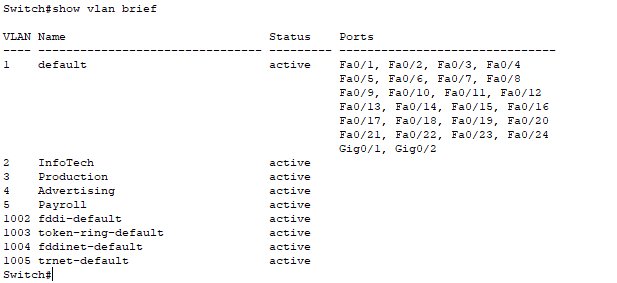 Switch#show vlan brief
VLAN Name                             Status    Ports
---- -------------------------------- --------- -------------------------------
1    default                          active    Fa0/1, Fa0/2, Fa0/3, Fa0/4
                                                Fa0/5, Fa0/6, Fa0/7, Fa0/8
                                                Fa0/9, Fa0/10, Fa0/11, Fa0/12
                                                Fa0/13, Fa0/14, Fa0/15, Fa0/16
                                                Fa0/17, Fa0/18, Fa0/19, Fa0/20
                                                Fa0/21, Fa0/22, Fa0/23, Fa0/24
                                                Gig0/1, Gig0/2
2    InfoTech                         active
3    Production                       active
4    Advertising                      active
5    Payroll                          active
1002 fddi-default                     active
1003 token-ring-default               active
1004 fddinet-default                  active
1005 trnet-default                    active
Switch#